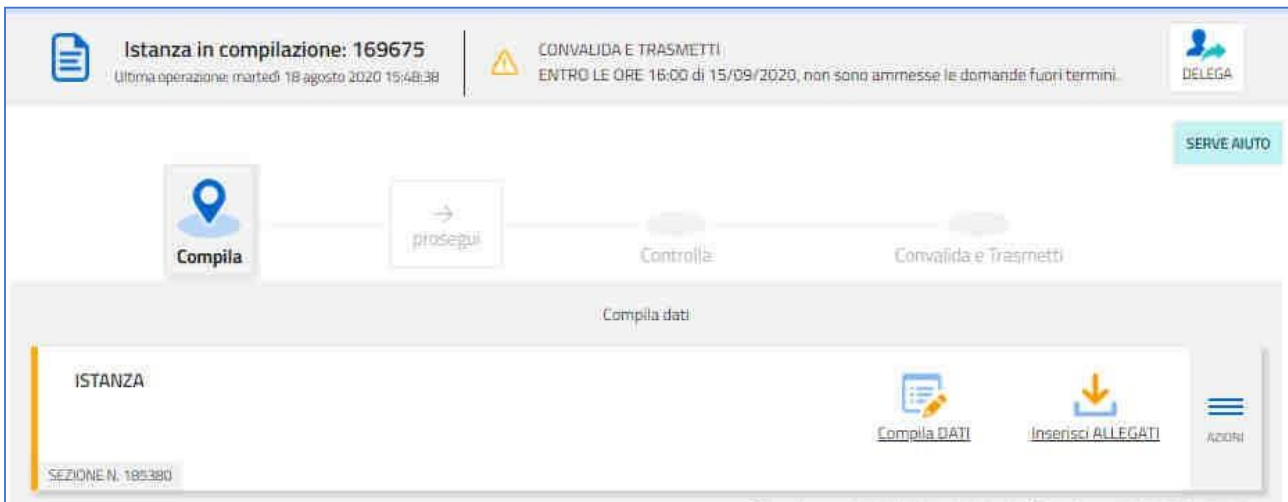 Istanza in compilazione: 169675
Ultima operazione: martedì 18 agosto 2020 15:48:38
CONVALIDA E TRASMETTI
ENTRO LE ORE 16:00 di 15/09/2020, non sono ammesse le domande fuori termini.
DELEGA
SERVE AIUTO
Compila
prosegui
Controlla
Convalida e Trasmetti
Compila dati
ISTANZA
Compila DATI
Inserisci ALLEGATI
AZIONI
SEZIONE N. 185380